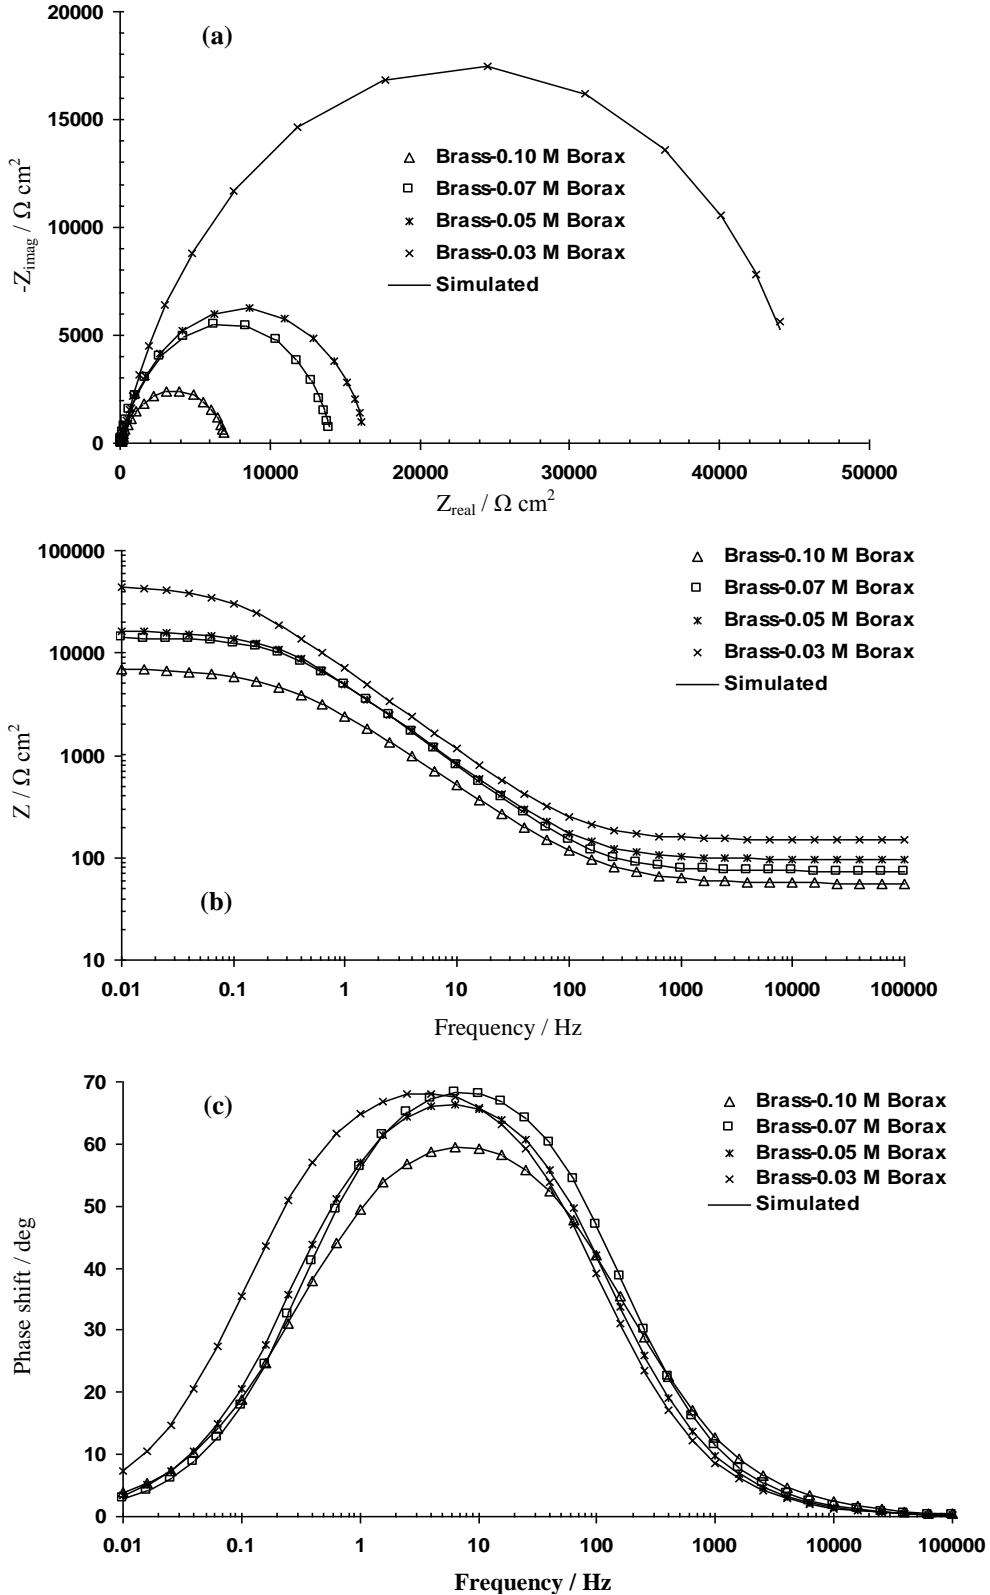 20000
(a)
15000
10000
5000
0
-Z_imag / Ω cm²
Brass-0.10 M Borax
Brass-0.07 M Borax
Brass-0.05 M Borax
Brass-0.03 M Borax
Simulated
0 10000 20000 30000 40000 50000
Z_real / Ω cm²
100000
10000
1000
100
10
Z / Ω cm²
Brass-0.10 M Borax
Brass-0.07 M Borax
Brass-0.05 M Borax
Brass-0.03 M Borax
Simulated
(b)
0.01 0.1 1 10 100 1000 10000 100000
Frequency / Hz
70
60
50
40
30
20
10
0
Phase shift / deg
(c)
Brass-0.10 M Borax
Brass-0.07 M Borax
Brass-0.05 M Borax
Brass-0.03 M Borax
Simulated
0.01 0.1 1 10 100 1000 10000 100000
Frequency / Hz